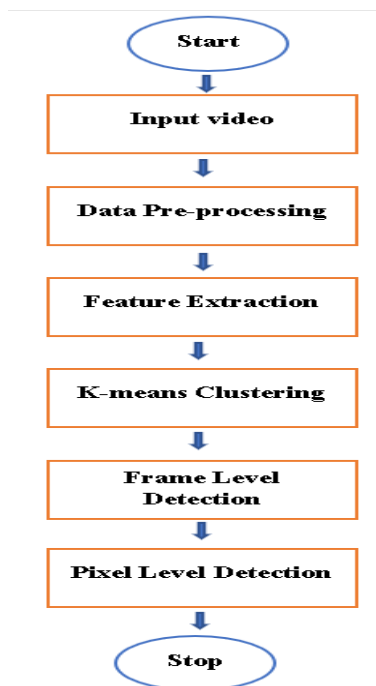 Start
Input video
Data Pre-processing
Feature Extraction
K-means Clustering
Frame Level
Detection
Pixel Level Detection
Stop